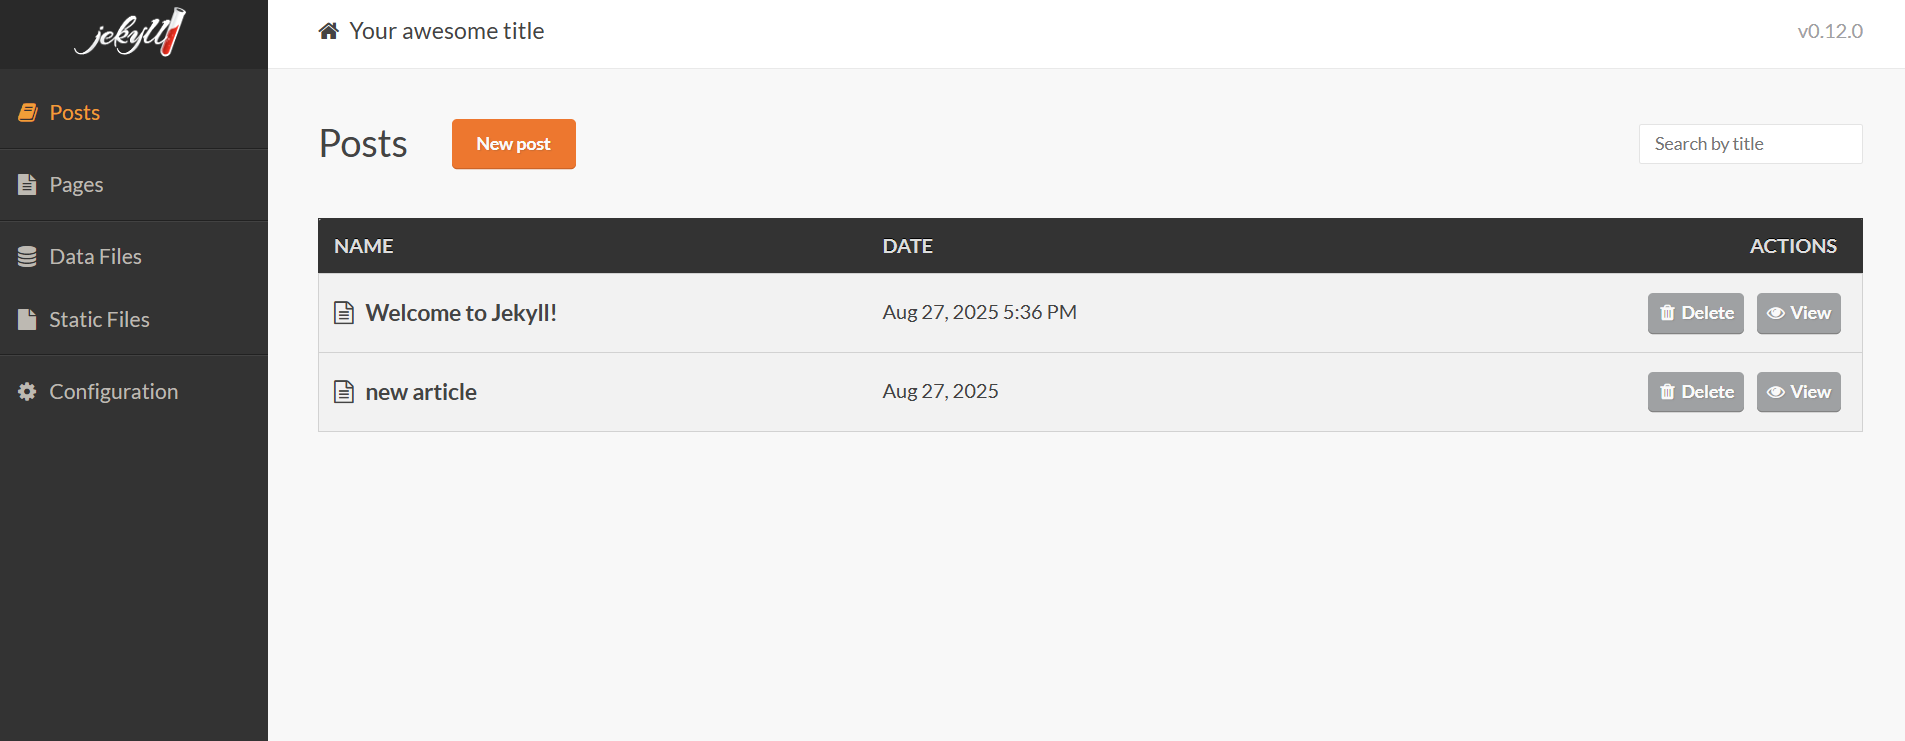 jekyll
Your awesome title
v0.12.0
Posts
Pages
Data Files
Static Files
Configuration
Posts
New post
Search by title
NAME DATE ACTIONS
Welcome to Jekyll! Aug 27, 2025 5:36 PM Delete View
new article Aug 27, 2025 Delete View